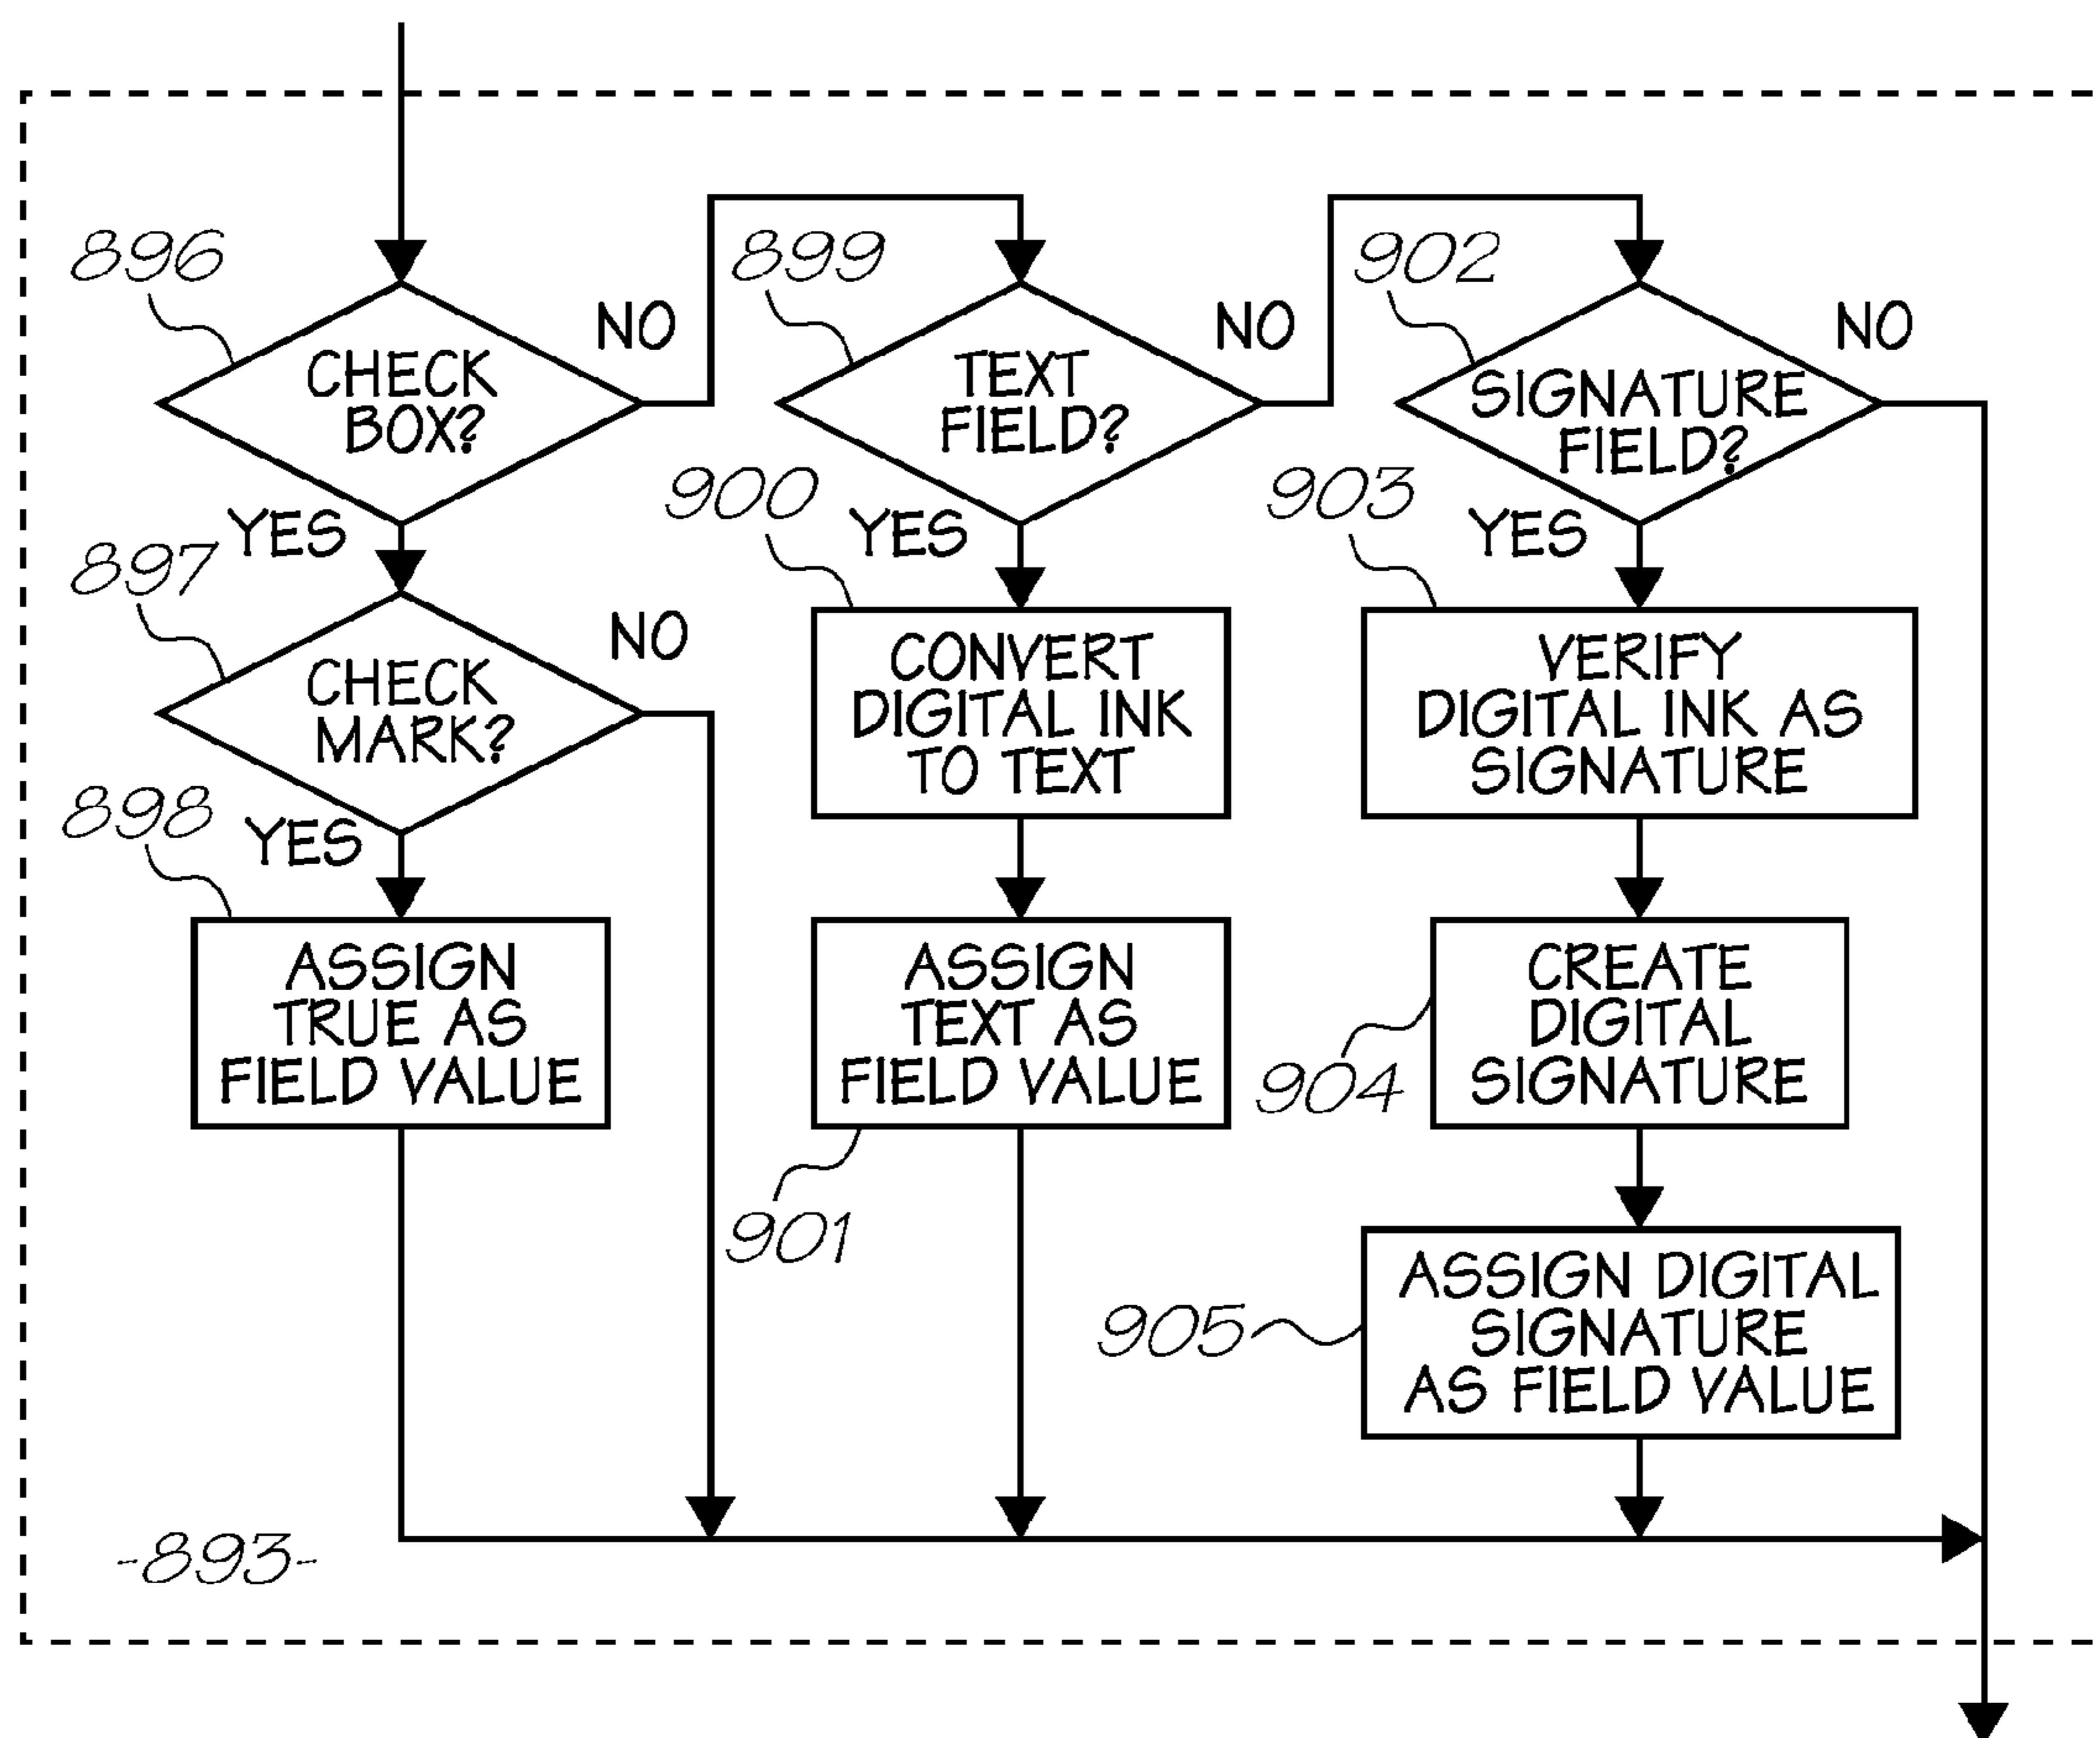 896
CHECK
BOX?
NO
YES
897
CHECK
MARK?
NO
YES
898
ASSIGN
TRUE AS
FIELD VALUE
899
TEXT
FIELD?
NO
YES
900
CONVERT
DIGITAL INK
TO TEXT
ASSIGN
TEXT AS
FIELD VALUE
901
902
SIGNATURE
FIELD?
NO
YES
903
VERIFY
DIGITAL INK AS
SIGNATURE
CREATE
DIGITAL
SIGNATURE
904
ASSIGN DIGITAL
SIGNATURE
AS FIELD VALUE
905
-893-